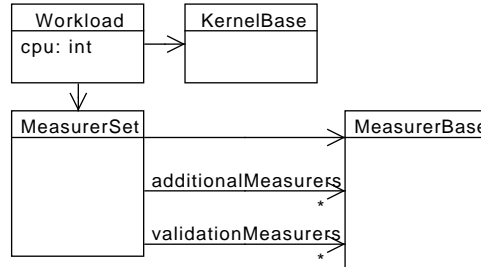 Workload KernelBase
cpu: int
MeasurerSet MeasurerBase
additionalMeasurers
*
validationMeasurers
*